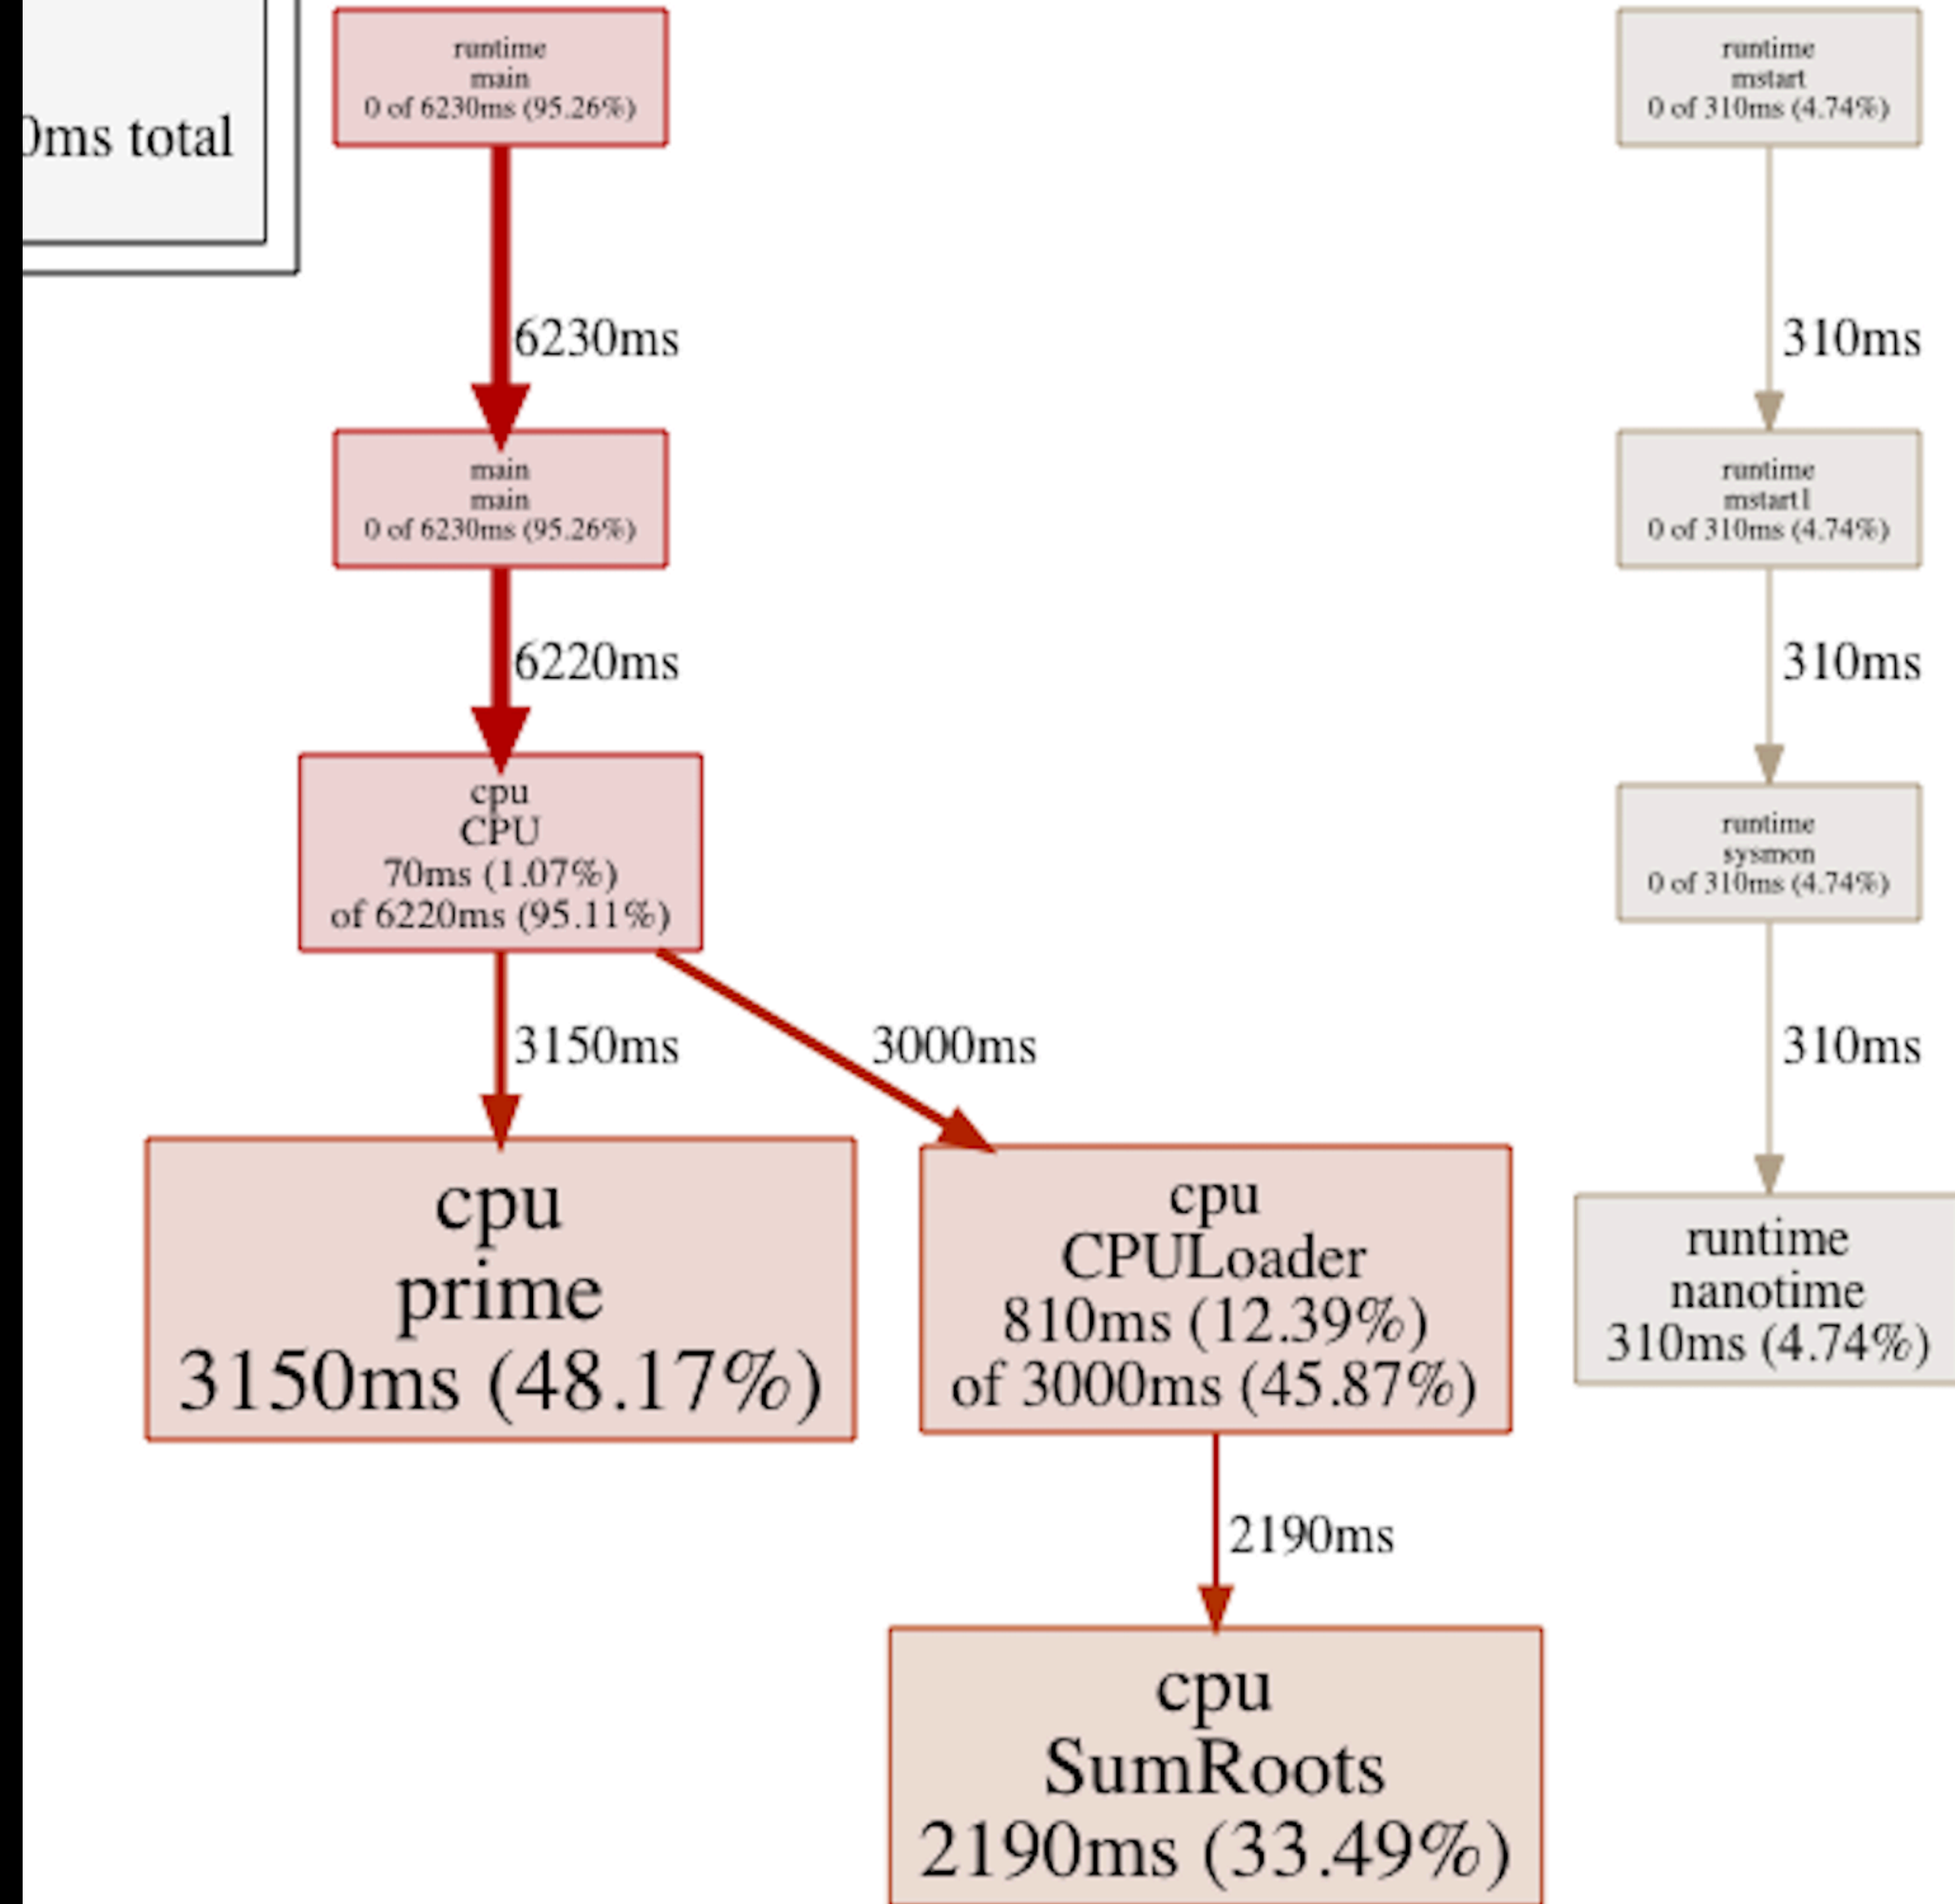 0ms total
runtime
main
0 of 6230ms (95.26%)
6230ms
main
main
0 of 6230ms (95.26%)
6220ms
cpu
CPU
70ms (1.07%)
of 6220ms (95.11%)
3150ms
3000ms
cpu
prime
3150ms (48.17%)
cpu
CPULoader
810ms (12.39%)
of 3000ms (45.87%)
2190ms
cpu
SumRoots
2190ms (33.49%)
runtime
mstart
0 of 310ms (4.74%)
310ms
runtime
mstart1
0 of 310ms (4.74%)
310ms
runtime
sysmon
0 of 310ms (4.74%)
310ms
runtime
nanotime
310ms (4.74%)